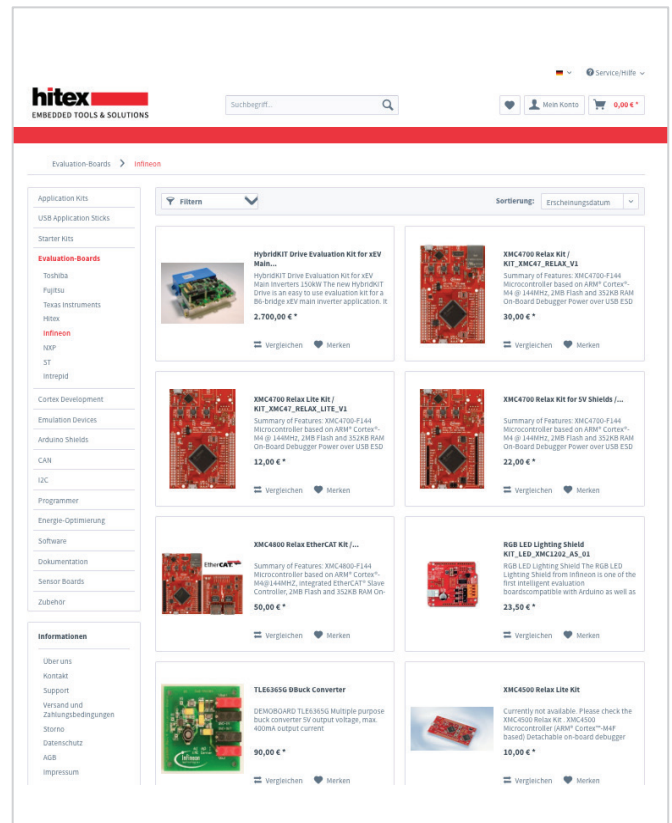 Service/Hilfe
hitex
EMBEDDED TOOLS & SOLUTIONS
Suchbegriff...
Mein Konto
0,00 € *
Evaluation-Boards
Infineon
Application Kits
USB Application Sticks
Starter Kits
Evaluation-Boards
Toshiba
Fujitsu
Texas Instruments
Hitex
Infineon
NXP
ST
Intrepid
Cortex Development
Emulation Devices
Arduino Shields
CAN
I2C
Programmer
Energie-Optimierung
Software
Dokumentation
Sensor Boards
Zubehör
Informationen
Über uns
Kontakt
Support
Versand und
Zahlungsbedingungen
Storno
Datenschutz
AGB
Impressum
Filtern
Sortierung:
Erscheinungsdatum
HybridKIT Drive Evaluation Kit for xEV
Main...
HybridKIT Drive Evaluation Kit for xEV
Main Inverters 150kW The new HybridKIT
Drive is an easy to use evaluation kit for a
B6-bridge xEV main inverter application. It
2.700,00 € *
Vergleichen Merken
XMC4700 Relax Kit /
KIT_XMC47_RELAX_V1
Summary of Features: XMC4700-F144
Microcontroller based on ARM® Cortex®-
M4 @ 144MHz, 2MB Flash and 352KB RAM
On-Board Debugger Power over USB ESD
30,00 € *
Vergleichen Merken
XMC4700 Relax Lite Kit /
KIT_XMC47_RELAX_LITE_V1
Summary of Features: XMC4700-F144
Microcontroller based on ARM® Cortex®-
M4 @ 144MHz, 2MB Flash and 352KB RAM
On-Board Debugger Power over USB ESD
12,00 € *
Vergleichen Merken
XMC4700 Relax Kit for 5V Shields /...
Summary of Features: XMC4700-F144
Microcontroller based on ARM® Cortex®-
M4 @ 144MHz, 2MB Flash and 352KB RAM
On-Board Debugger Power over USB ESD
22,00 € *
Vergleichen Merken
EtherCAT
XMC4800 Relax EtherCAT Kit /...
Summary of Features: XMC4800-F144
Microcontroller based on ARM® Cortex®-
M4@144MHz, integrated EtherCAT® Slave
Controller, 2MB Flash and 352KB RAM On-
50,00 € *
Vergleichen Merken
RGB LED Lighting Shield
KIT_LED_XMC1202_AS_01
RGB LED Lighting Shield The RGB LED
Lighting Shield from Infineon is one of the
first intelligent evaluation
boardscompatible with Arduino as well as
23,50 € *
Vergleichen Merken
Infineon
TLE6365G DBuck Converter
DEMOBOARD TLE6365G Multiple purpose
buck converter 5V output voltage, max.
400mA output current
90,00 € *
Vergleichen Merken
XMC4500 Relax Lite Kit
Currently not available. Please check the
XMC4500 Relax Kit . XMC4500
Microcontroller (ARM® Cortex™-M4F
based) Detachable on-board debugger
10,00 € *
Vergleichen Merken